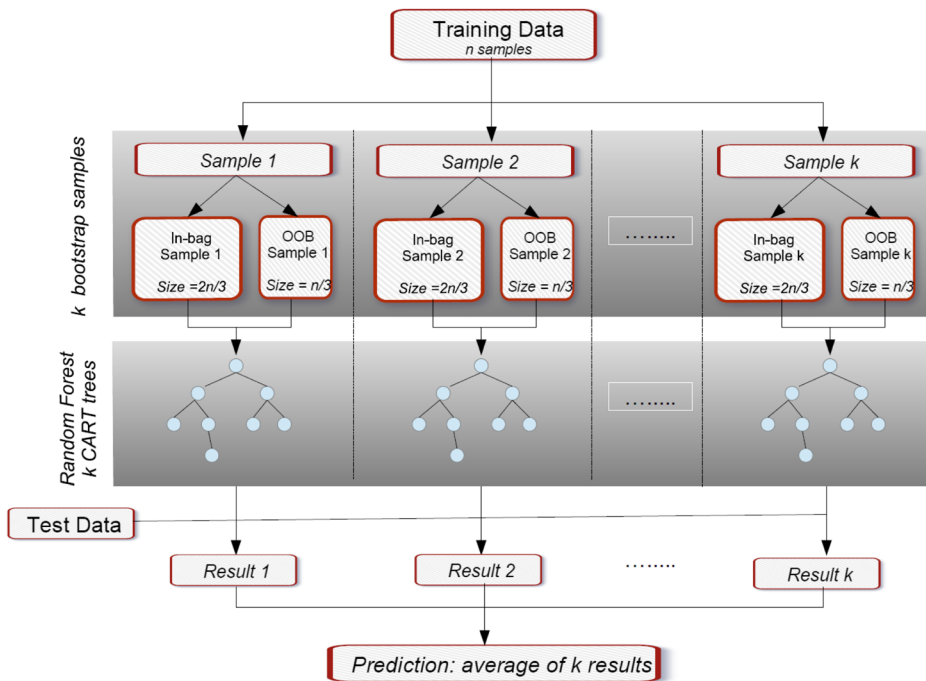 Training Data
n samples
k bootstrap samples
Sample 1
Sample 2
Sample k
In-bag
Sample 1
Size =2n/3
OOB
Sample 1
Size = n/3
In-bag
Sample 2
Size =2n/3
OOB
Sample 2
Size = n/3
........
In-bag
Sample k
Size =2n/3
OOB
Sample k
Size = n/3
Random Forest
k CART trees
........
Test Data
Result 1
Result 2
........
Result k
Prediction: average of k results